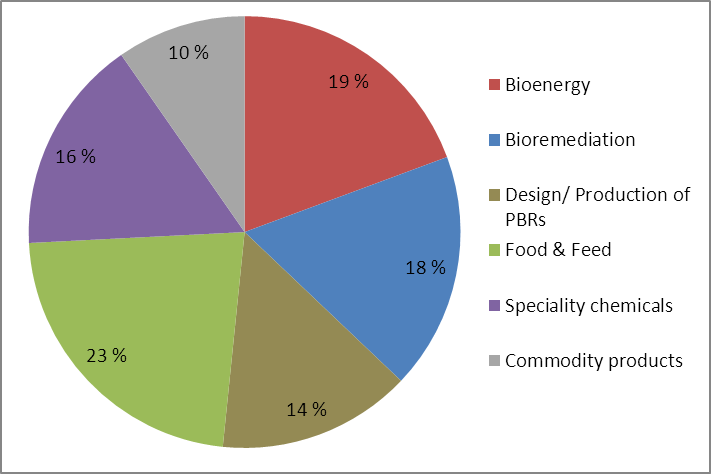 10 %
19 %
16 %
18 %
23 %
14 %
Bioenergy
Bioremediation
Design/ Production of
PBRs
Food & Feed
Speciality chemicals
Commodity products